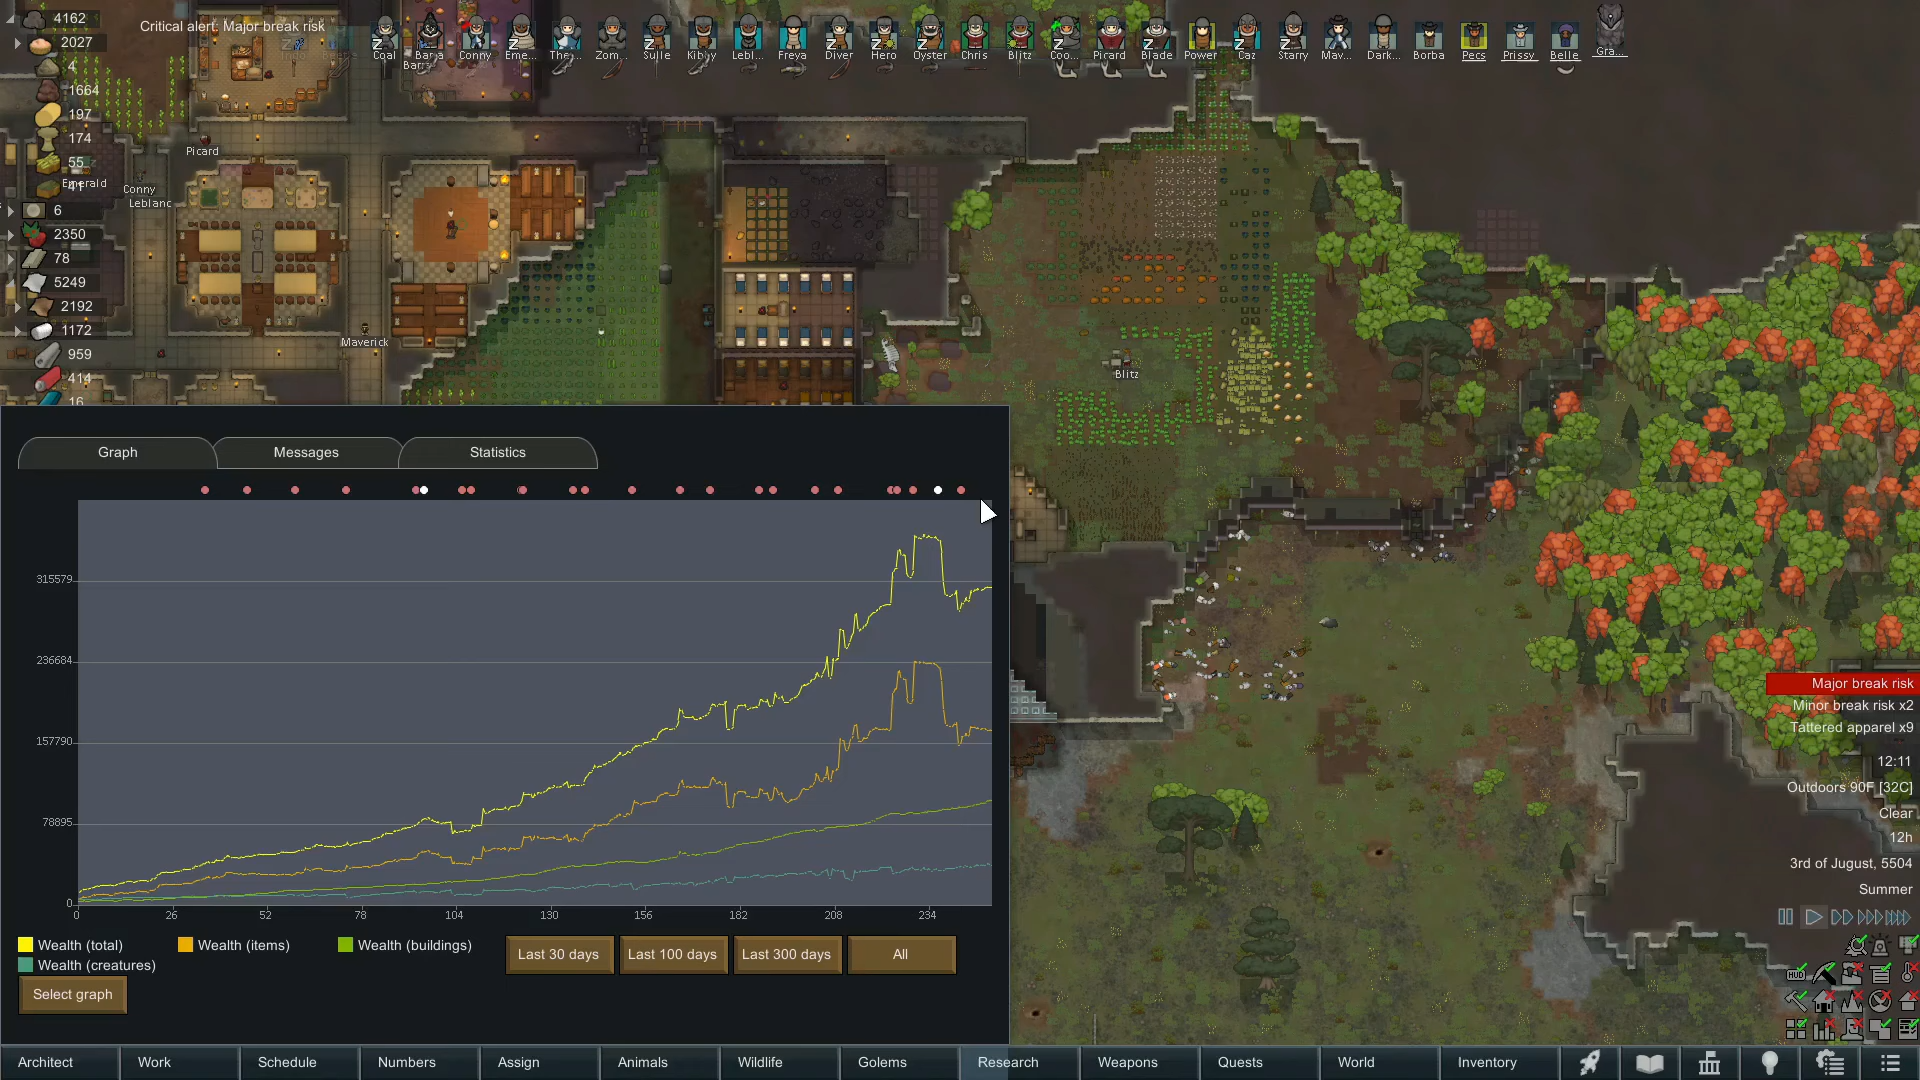 4162
Critical alert: Major break risk
2027
Coal
Barja
Conny
Eme...
The...
Zom...
Sulle
Kibby
Lebl...
Freya
Diver
Hero
Oyster
Chris
Blitz
Coo...
Picard
Blade
Power
Caz
Starry
Mav...
Dark...
Borba
Pecs
Prissy
Belle
Gra...
4
1664
197
174
Picard
55
Emerald
41
Conny
Leblanc
6
2350
78
5249
2192
1172
Maverick
959
414
16
Blitz
Graph
Messages
Statistics
315579
236684
157790
78895
0
0
26
52
78
104
130
156
182
208
234
Wealth (total)
Wealth (items)
Wealth (buildings)
Wealth (creatures)
Last 30 days
Last 100 days
Last 300 days
All
Select graph
Major break risk
Minor break risk x2
Tattered apparel x9
12:11
Outdoors 90F [32C]
Clear
12h
3rd of Jugust, 5504
Summer
HUD
Architect
Work
Schedule
Numbers
Assign
Animals
Wildlife
Golems
Research
Weapons
Quests
World
Inventory